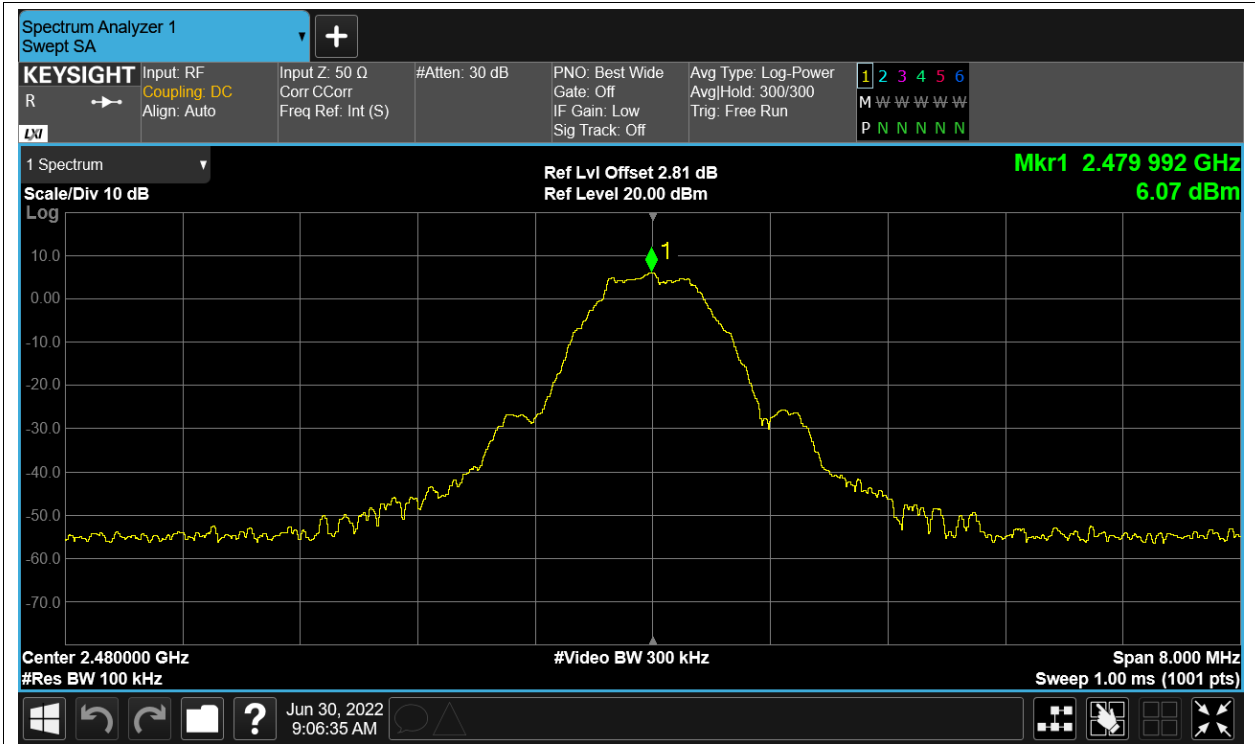 Spectrum Analyzer 1
Swept SA
KEYSIGHT
R
LXI
Input: RF
Coupling: DC
Align: Auto
Input Z: 50 Ω
Corr CCorr
Freq Ref: Int (S)
#Atten: 30 dB
PNO: Best Wide
Gate: Off
IF Gain: Low
Sig Track: Off
Avg Type: Log-Power
Avg|Hold: 300/300
Trig: Free Run
1 2 3 4 5 6
M W W W W W
P N N N N N
1 Spectrum
Scale/Div 10 dB
Log
Ref Lvl Offset 2.81 dB
Ref Level 20.00 dBm
Mkr1 2.479 992 GHz
6.07 dBm
1
10.0
0.00
-10.0
-20.0
-30.0
-40.0
-50.0
-60.0
-70.0
Center 2.480000 GHz
#Res BW 100 kHz
#Video BW 300 kHz
Span 8.000 MHz
Sweep 1.00 ms (1001 pts)
?
Jun 30, 2022
9:06:35 AM